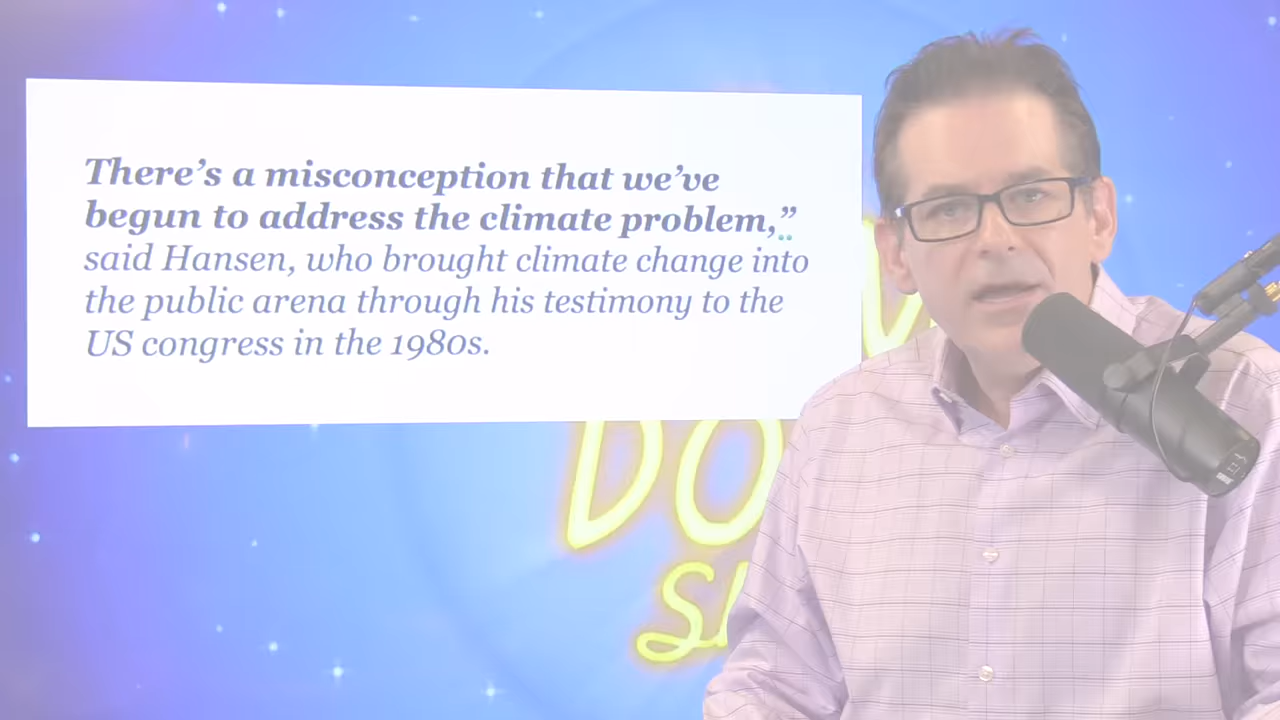 There’s a misconception that we’ve
begun to address the climate problem,”
said Hansen, who brought climate change into
the public arena through his testimony to the
US congress in the 1980s.